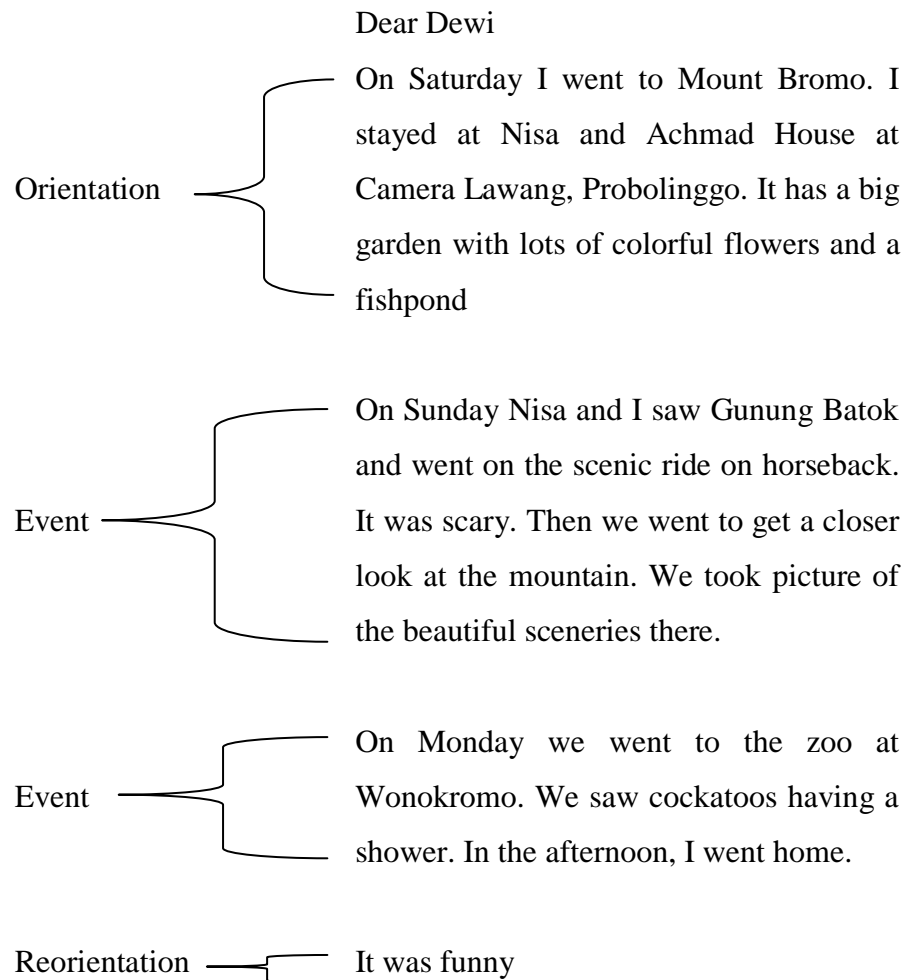 Dear Dewi
On Saturday I went to Mount Bromo. I
stayed at Nisa and Achmad House at
Orientation
Camera Lawang, Probolinggo. It has a big
garden with lots of colorful flowers and a
fishpond
On Sunday Nisa and I saw Gunung Batok
and went on the scenic ride on horseback.
Event
It was scary. Then we went to get a closer
look at the mountain. We took picture of
the beautiful sceneries there.
On Monday we went to the zoo at
Event
Wonokromo. We saw cockatoos having a
shower. In the afternoon, I went home.
Reorientation
It was funny